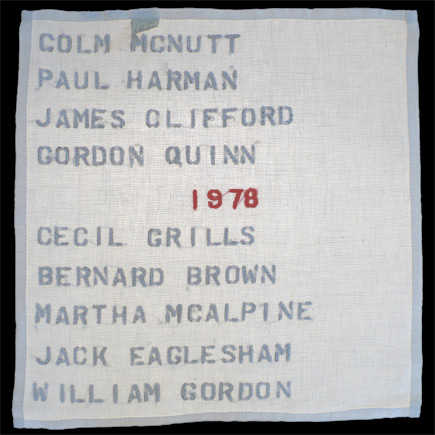 COLM MCNUTT
PAUL HARMAN
JAMES CLIFFORD
GORDON QUINN
1978
CECIL GRILLS
BERNARD BROWN
MARTHA MCALPINE
JACK EAGLESHAM
WILLIAM GORDON